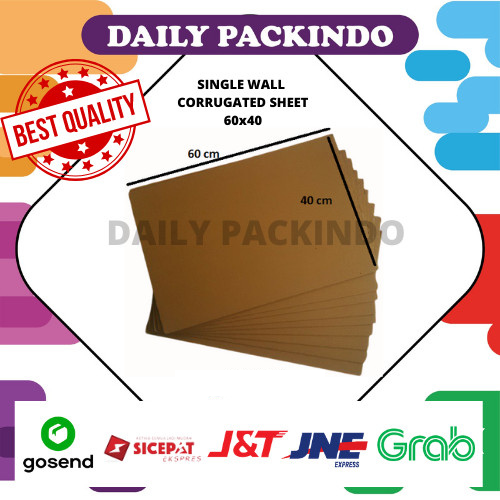 DAILY PACKINDO
SINGLE WALL
CORRUGATED SHEET
60x40
BEST QUALITY
60 cm
40 cm
DAILY PACKINDO
gosend
SICEPAT
EKSPRES
J&T
JNE
EXPRESS
Grab